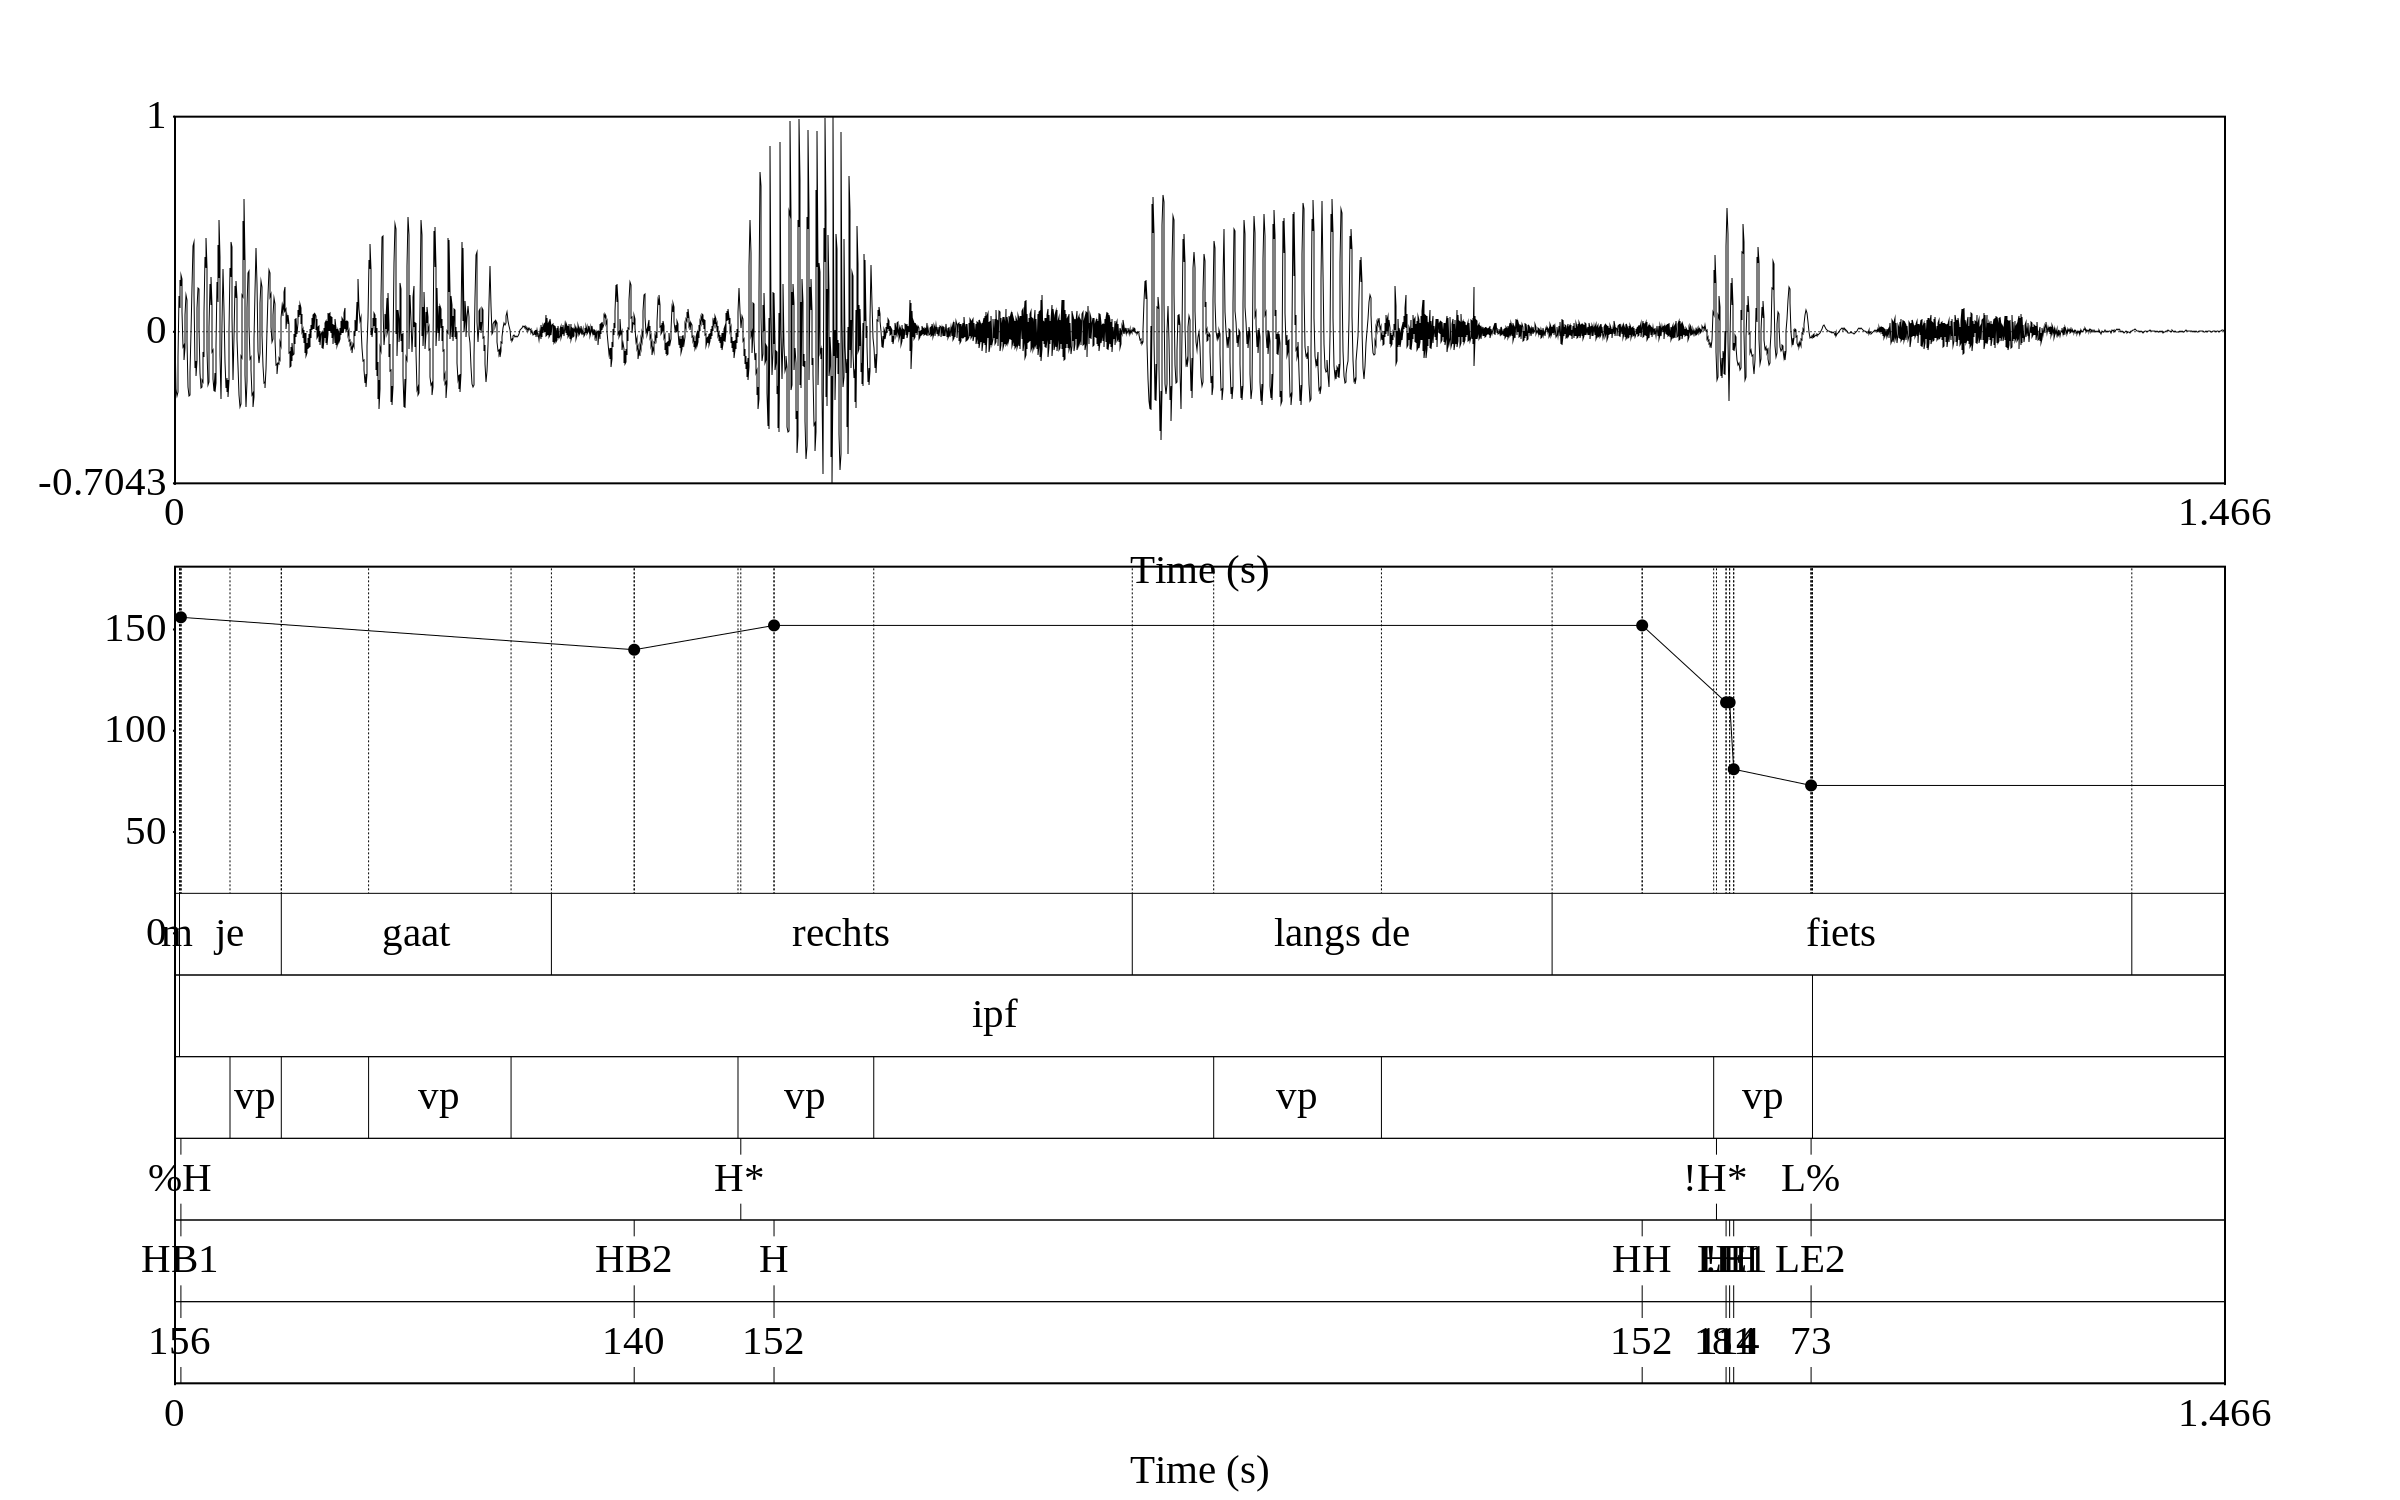 1
0
-0.7043
0 1.466
Time (s)
150
100
50
0
m je gaat rechts langs de fiets
ipf
vp vp vp vp vp
%H H* !H* L%
HB1 HB2 H HH LE2
156 140 152 152 73
0 1.466
Time (s)